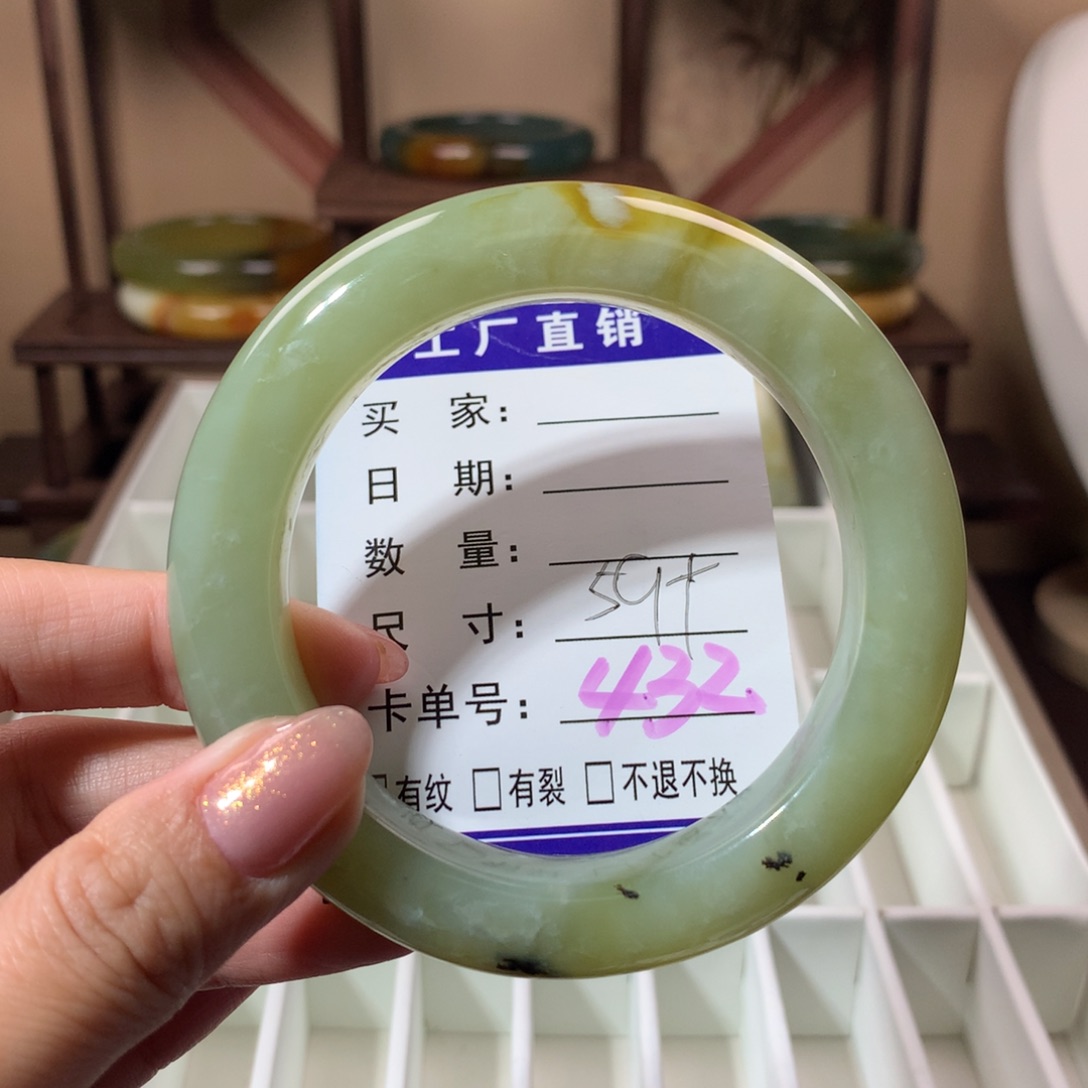 工厂直销
买 家：
日 期：
数 量：
尺 寸：59+
卡单号：432
□有纹 □有裂 □不退不换